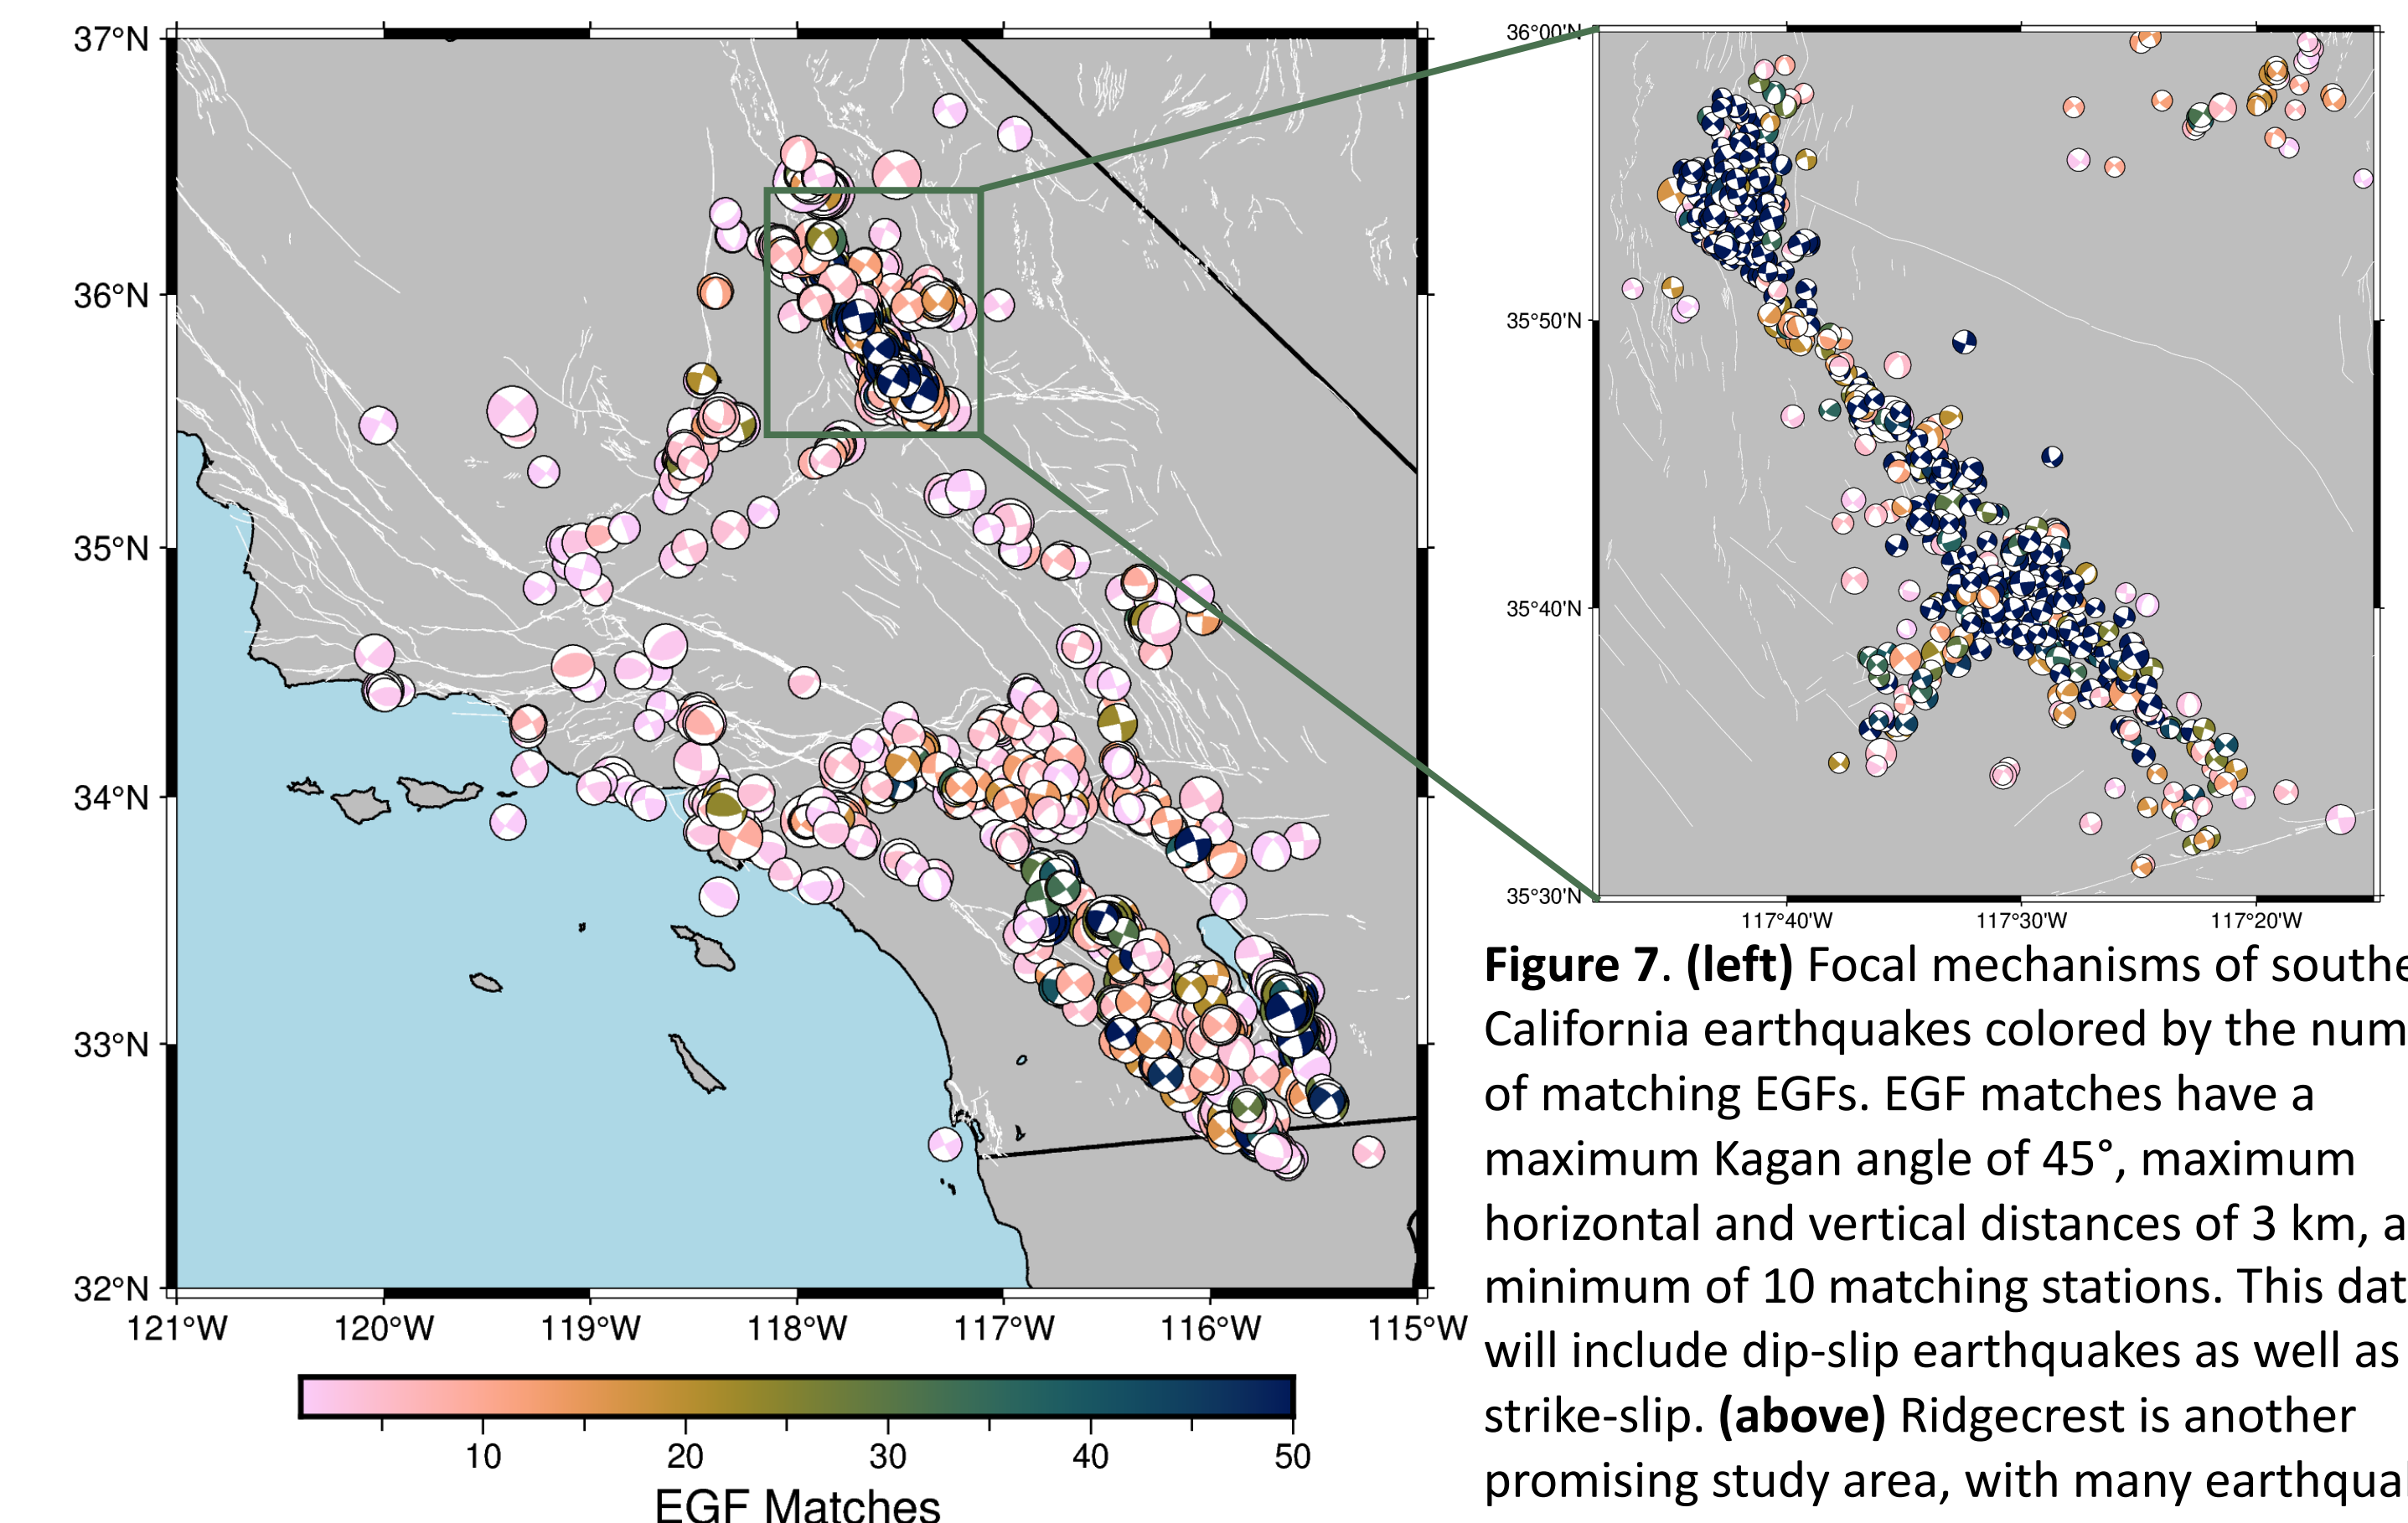 37°N
36°N
35°N
34°N
33°N
32°N
121°W 120°W 119°W 118°W 117°W 116°W 115°W
10 20 30 40 50
EGF Matches
36°00'N
35°50'N
35°40'N
35°30'N
117°40'W 117°30'W 117°20'W
Figure 7. (left) Focal mechanisms of
California earthquakes colored by the
of matching EGFs. EGF matches have a
maximum Kagan angle of 45°, maximum
horizontal and vertical distances of 3 km,
minimum of 10 matching stations. This
will include dip-slip earthquakes as well as
strike-slip. (above) Ridgecrest is another
promising study area, with many